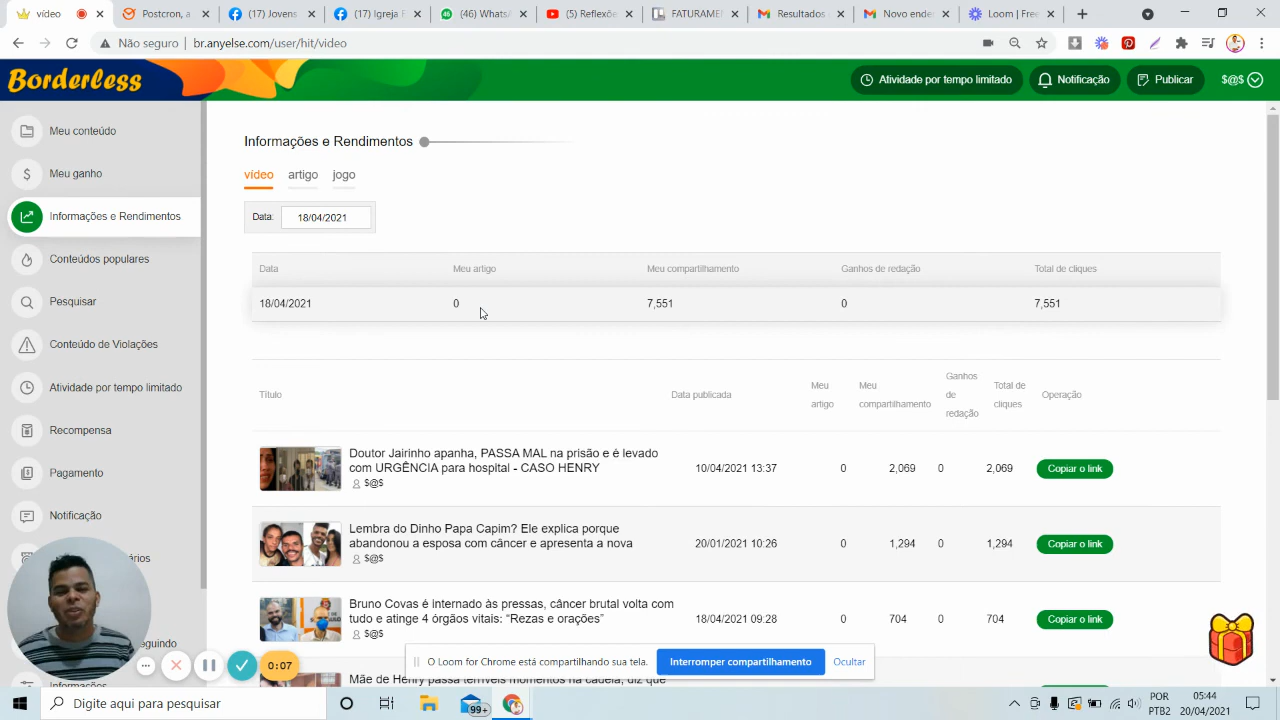 vídeo
Postcron, a
(17) Jovens
(17) Igreja F
(46) Whats
(5) Reflexõe
FATURAME
Resultados
Novo ender
Loom | Free
Não seguro | br.anyelse.com/user/hit/video
Borderless
Atividade por tempo limitado
Notificação
Publicar
$@$
Meu conteúdo
Meu ganho
Informações e Rendimentos
Conteúdos populares
Pesquisar
Conteúdo de Violações
Atividade por tempo limitado
Recompensa
Pagamento
Notificação
ários
seguindo
Informações e Rendimentos
vídeo artigo jogo
Data: 18/04/2021
Data Meu artigo Meu compartilhamento Ganhos de redação Total de cliques
18/04/2021 0 7,551 0 7,551
Título Data publicada Meu artigo Meu compartilhamento Ganhos de redação Total de cliques Operação
Doutor Jairinho apanha, PASSA MAL na prisão e é levado
com URGÊNCIA para hospital - CASO HENRY
$@$
10/04/2021 13:37 0 2,069 0 2,069 Copiar o link
Lembra do Dinho Papa Capim? Ele explica porque
abandonou a esposa com câncer e apresenta a nova
$@$
20/01/2021 10:26 0 1,294 0 1,294 Copiar o link
Bruno Covas é internado às pressas, câncer brutal volta com
tudo e atinge 4 órgãos vitais: “Rezas e orações”
$@$
18/04/2021 09:28 0 704 0 704 Copiar o link
Mãe de Henry passa terríveis momentos na cadeia, diz que
0:07
O Loom for Chrome está compartilhando sua tela.
Interromper compartilhamento
Ocultar
Digite aqui para pesquisar
99+
POR
PTB2
05:44
20/04/2021